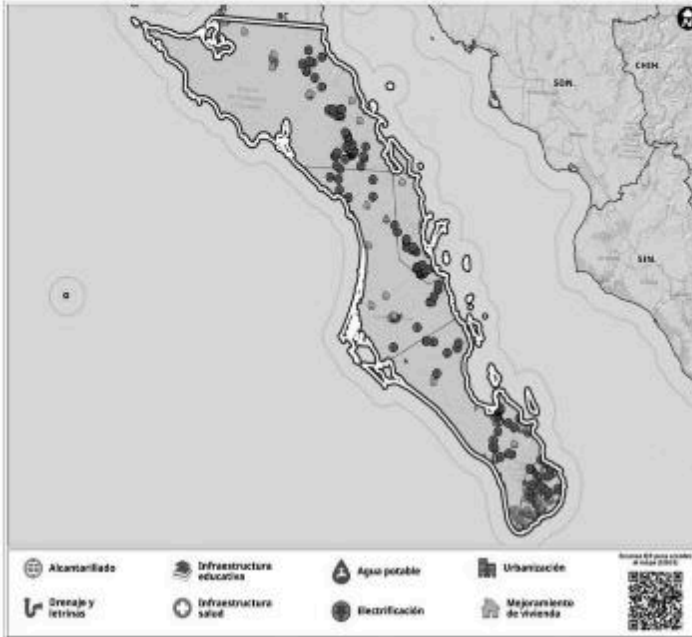 BC
SON.
CHIH.
SIN.
Alcantarillado
Infraestructura
educativa
Agua potable
Urbanización
Drenaje y
letrinas
Infraestructura
salud
Electrificación
Mejoramiento
de vivienda